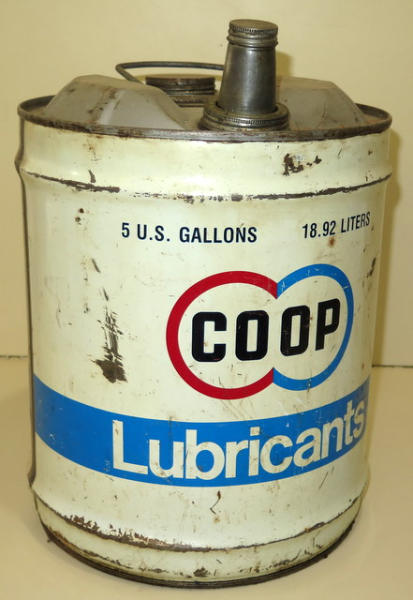 5 U.S. GALLONS 18.92 LITERS
COOP
Lubricants